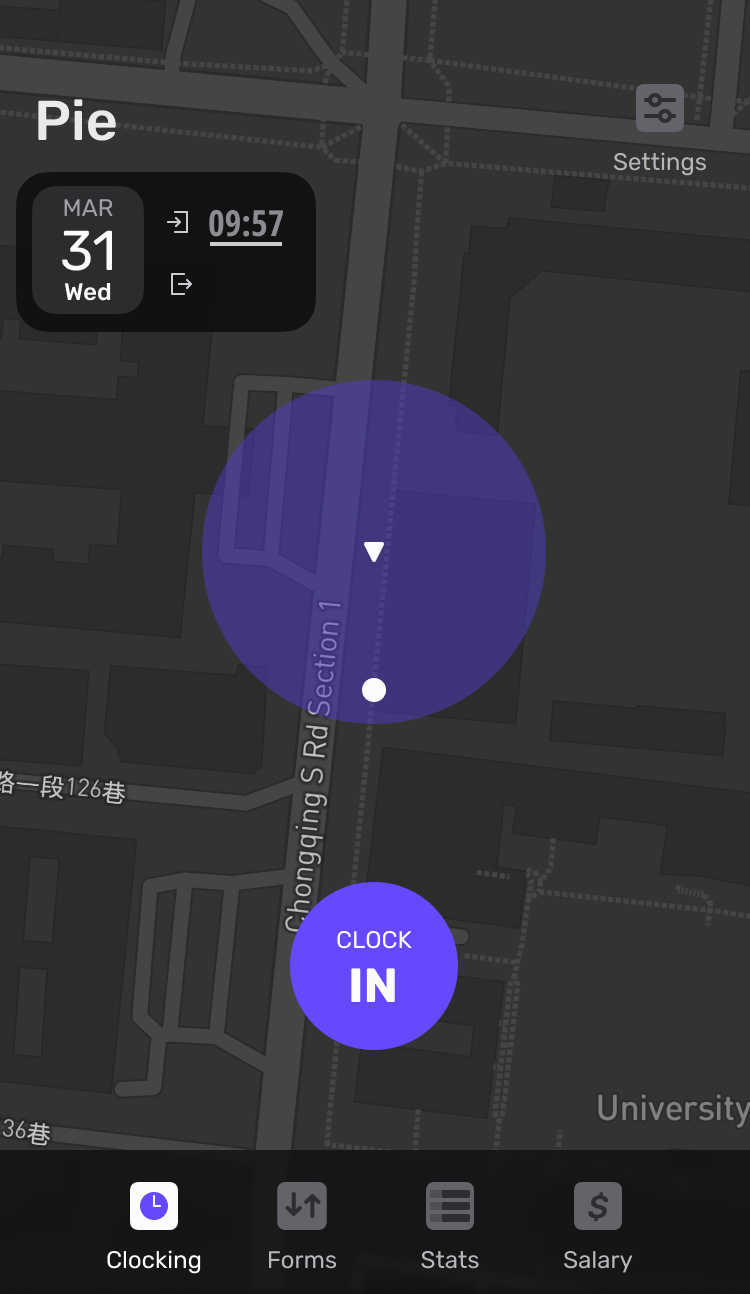 Pie
Settings
MAR
31
Wed
09:57
Chongqing S Rd Section 1
路一段126巷
CLOCK
IN
University
36巷
Clocking
Forms
Stats
Salary